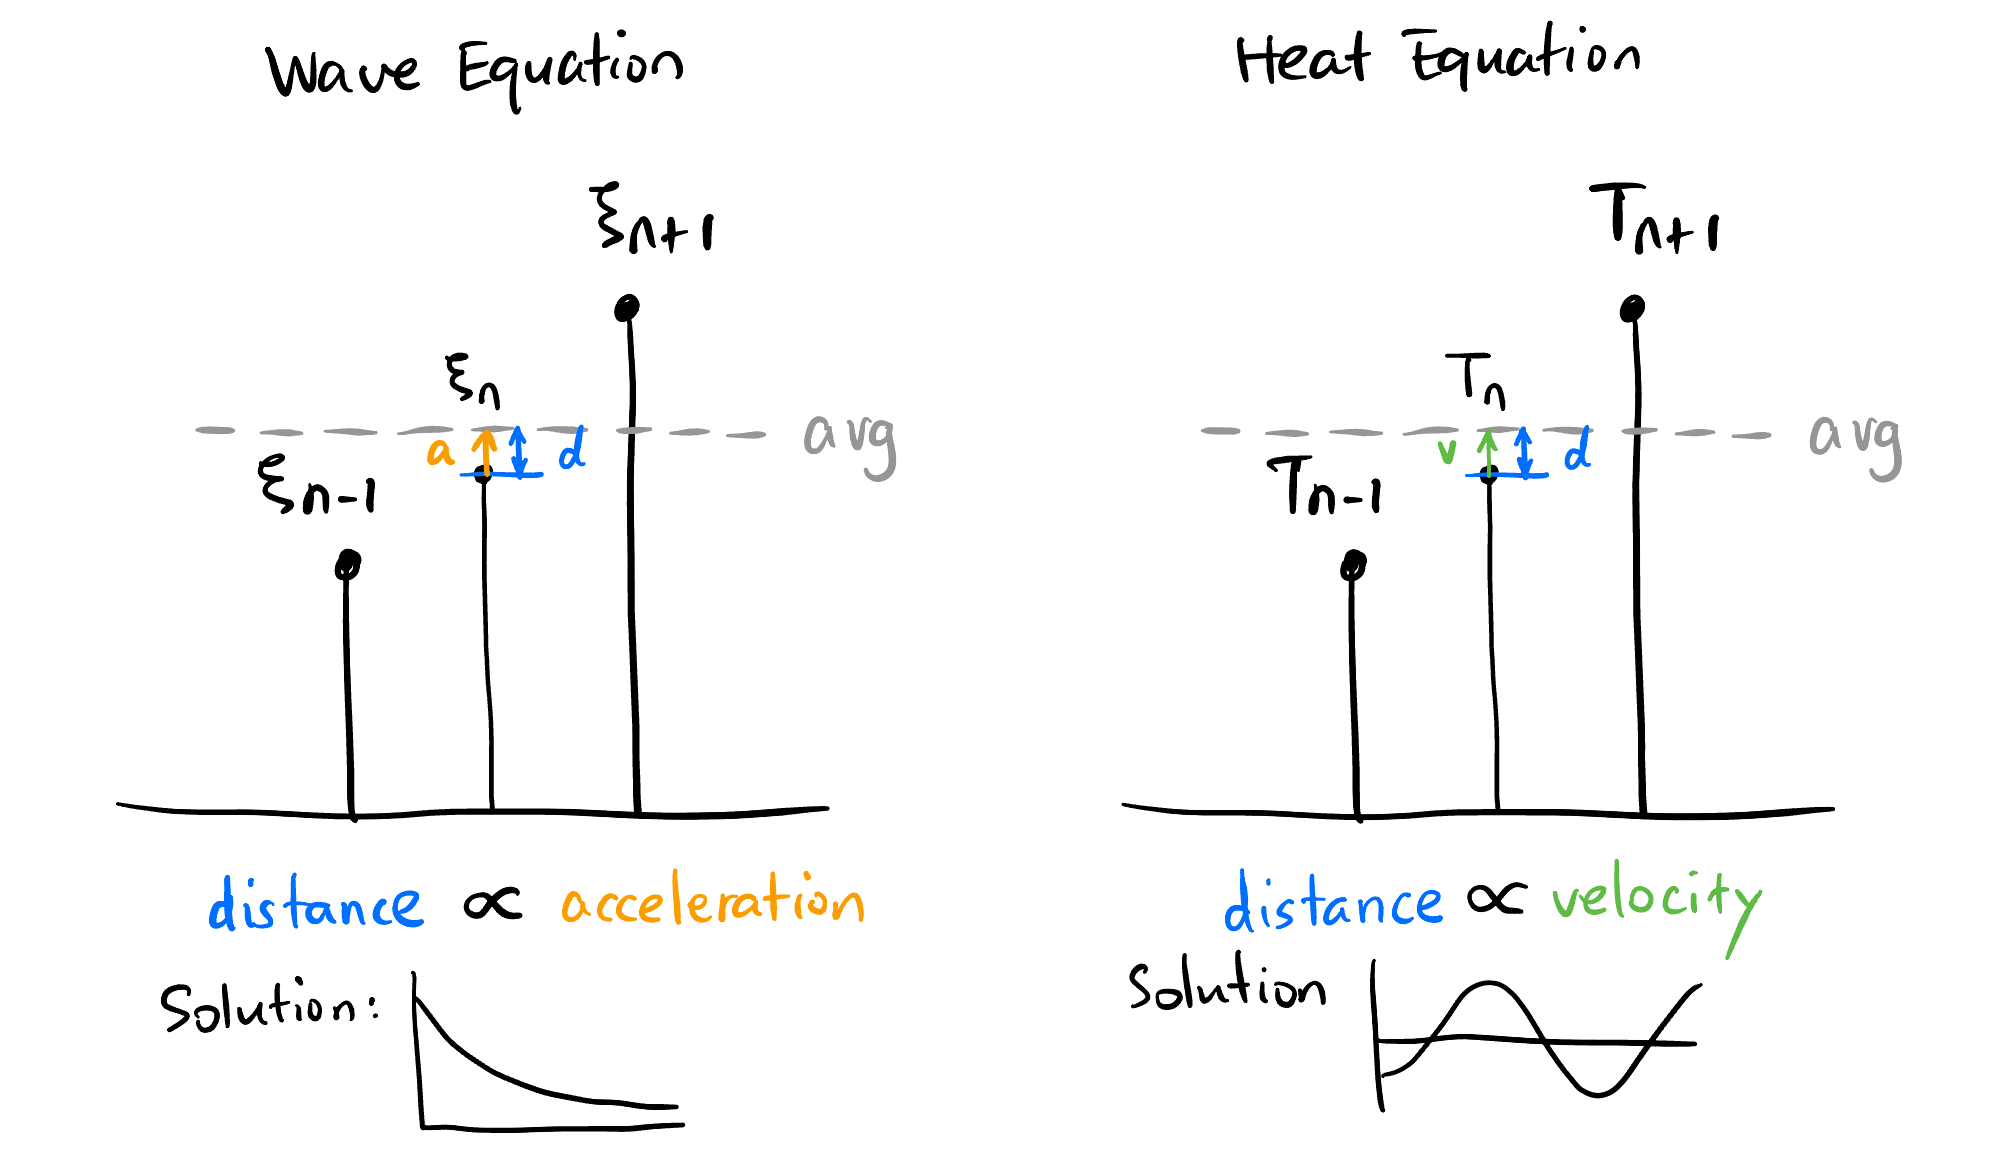 Wave Equation
ξn+1
ξn
avg
a
d
ξn-1
distance ∝ acceleration
Solution:
Heat Equation
Tn+1
Tn
avg
v
d
Tn-1
distance ∝ velocity
Solution